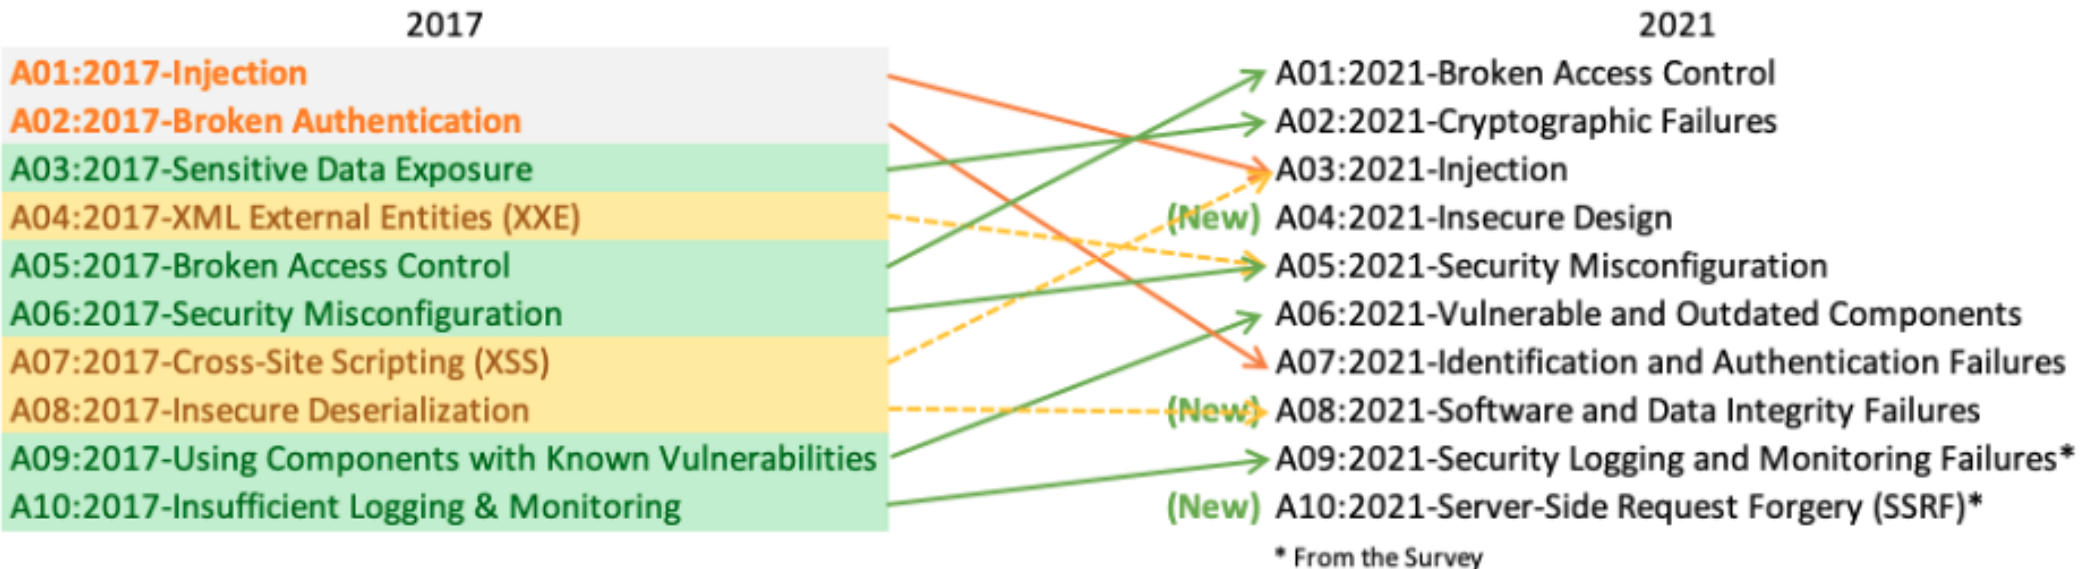 2017
A01:2017-Injection
A02:2017-Broken Authentication
A03:2017-Sensitive Data Exposure
A04:2017-XML External Entities (XXE)
A05:2017-Broken Access Control
A06:2017-Security Misconfiguration
A07:2017-Cross-Site Scripting (XSS)
A08:2017-Insecure Deserialization
A09:2017-Using Components with Known Vulnerabilities
A10:2017-Insufficient Logging & Monitoring
2021
A01:2021-Broken Access Control
A02:2021-Cryptographic Failures
A03:2021-Injection
(New) A04:2021-Insecure Design
A05:2021-Security Misconfiguration
A06:2021-Vulnerable and Outdated Components
A07:2021-Identification and Authentication Failures
(New) A08:2021-Software and Data Integrity Failures
A09:2021-Security Logging and Monitoring Failures*
(New) A10:2021-Server-Side Request Forgery (SSRF)*
* From the Survey